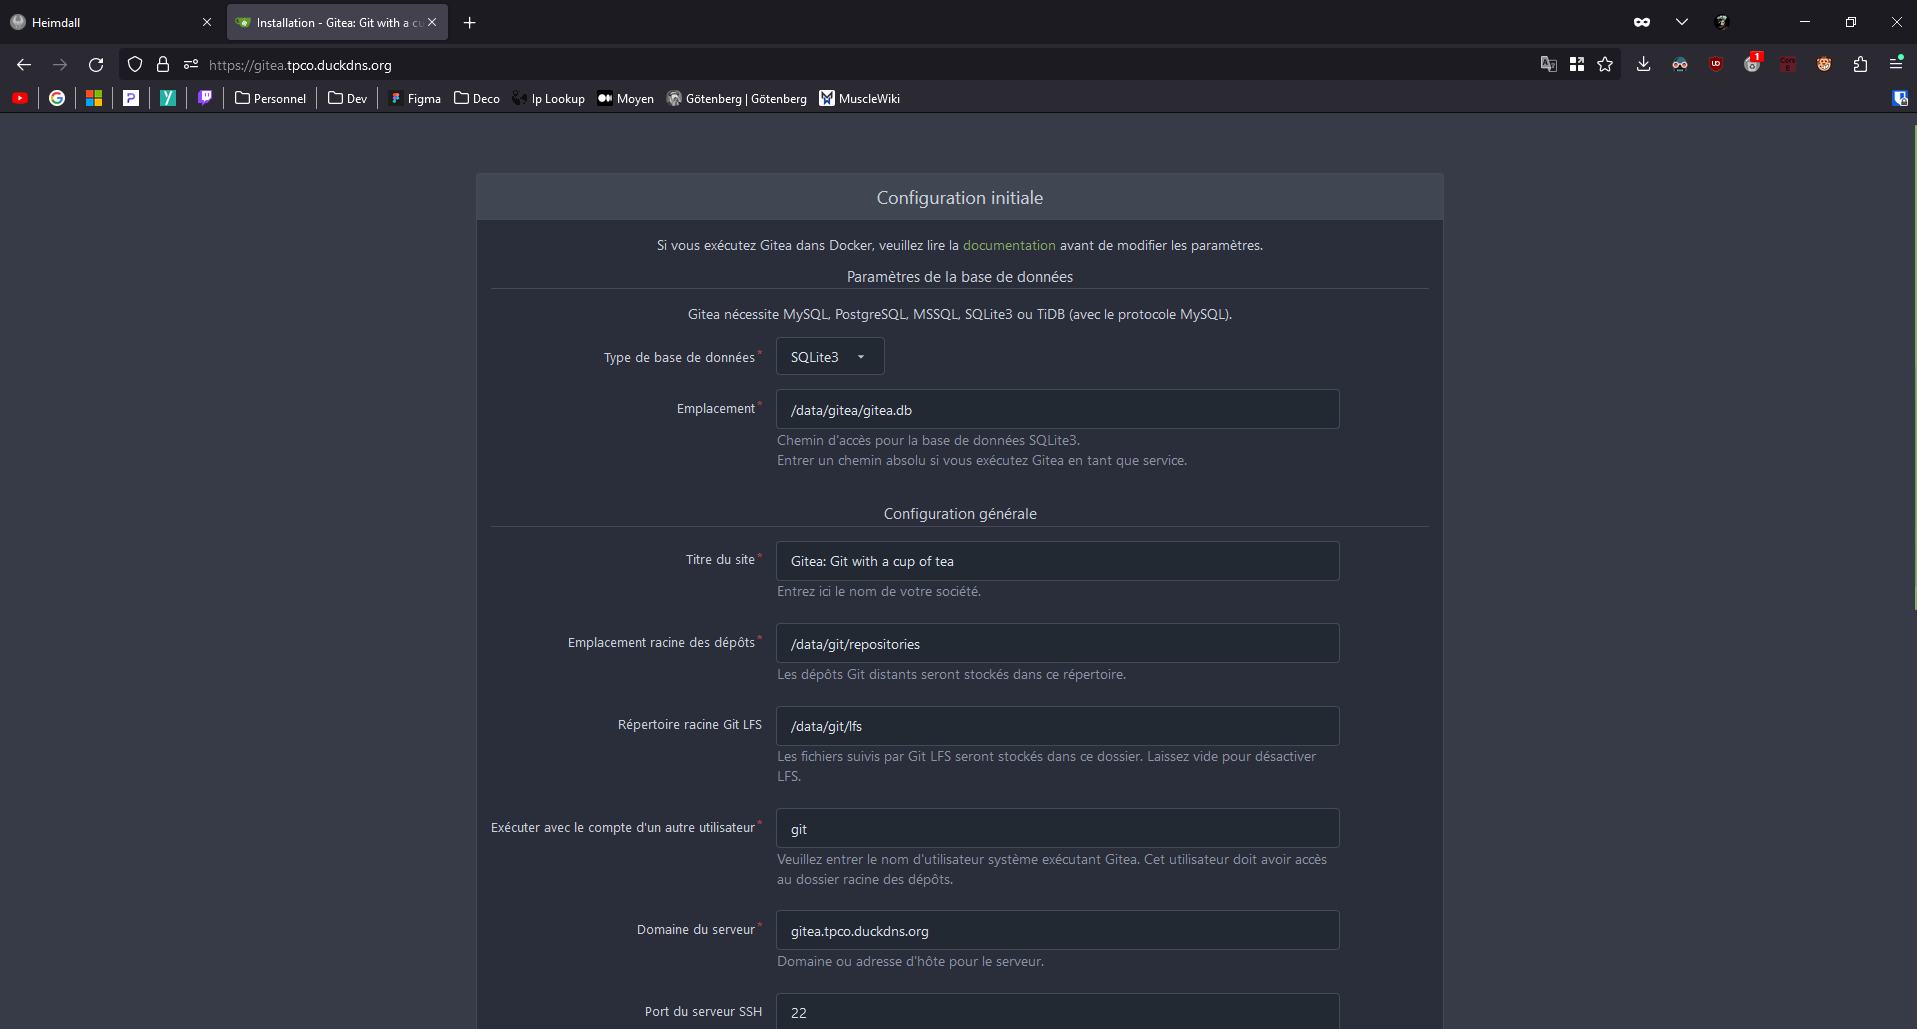 Heimdall
Installation - Gitea: Git with a cu
https://gitea.tpco.duckdns.org
1
Personnel
Dev
Figma
Deco
Ip Lookup
Moyen
Götenberg | Götenberg
MuscleWiki
Configuration initiale
Si vous exécutez Gitea dans Docker, veuillez lire la documentation avant de modifier les paramètres.
Paramètres de la base de données
Gitea nécessite MySQL, PostgreSQL, MSSQL, SQLite3 ou TiDB (avec le protocole MySQL).
Type de base de données* SQLite3
Emplacement* /data/gitea/gitea.db
Chemin d'accès pour la base de données SQLite3.
Entrer un chemin absolu si vous exécutez Gitea en tant que service.
Configuration générale
Titre du site* Gitea: Git with a cup of tea
Entrez ici le nom de votre société.
Emplacement racine des dépôts* /data/git/repositories
Les dépôts Git distants seront stockés dans ce répertoire.
Répertoire racine Git LFS /data/git/lfs
Les fichiers suivis par Git LFS seront stockés dans ce dossier. Laissez vide pour désactiver
LFS.
Exécuter avec le compte d'un autre utilisateur* git
Veuillez entrer le nom d'utilisateur système exécutant Gitea. Cet utilisateur doit avoir accès
au dossier racine des dépôts.
Domaine du serveur* gitea.tpco.duckdns.org
Domaine ou adresse d'hôte pour le serveur.
Port du serveur SSH 22